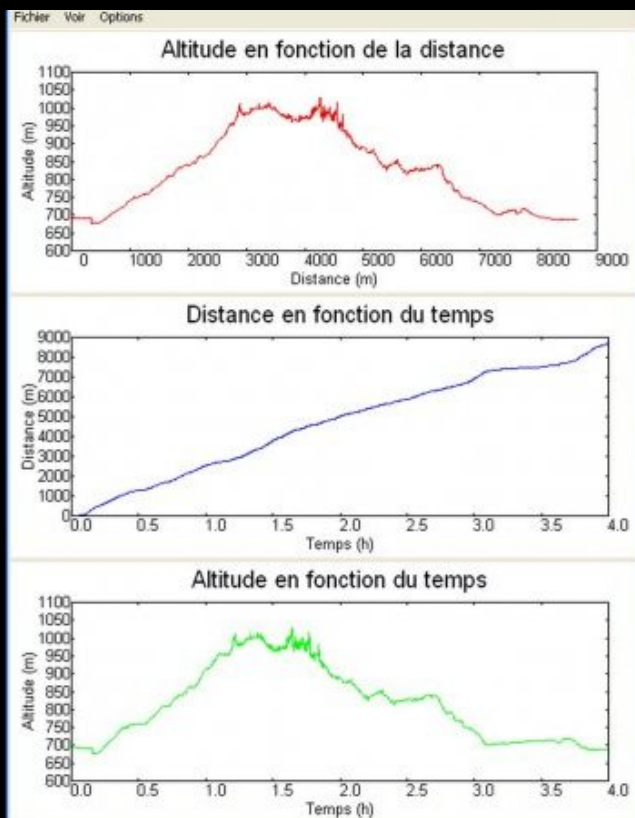 Fichier Voir Options
Altitude en fonction de la distance
1100
1050
1000
950
900
850
800
750
700
650
600
Altitude (m)
0 1000 2000 3000 4000 5000 6000 7000 8000 9000
Distance (m)
Distance en fonction du temps
9000
8000
7000
6000
5000
4000
3000
2000
1000
0
Distance (m)
0.0 0.5 1.0 1.5 2.0 2.5 3.0 3.5 4.0
Temps (h)
Altitude en fonction du temps
1100
1050
1000
950
900
850
800
750
700
650
600
Altitude (m)
0.0 0.5 1.0 1.5 2.0 2.5 3.0 3.5 4.0
Temps (h)